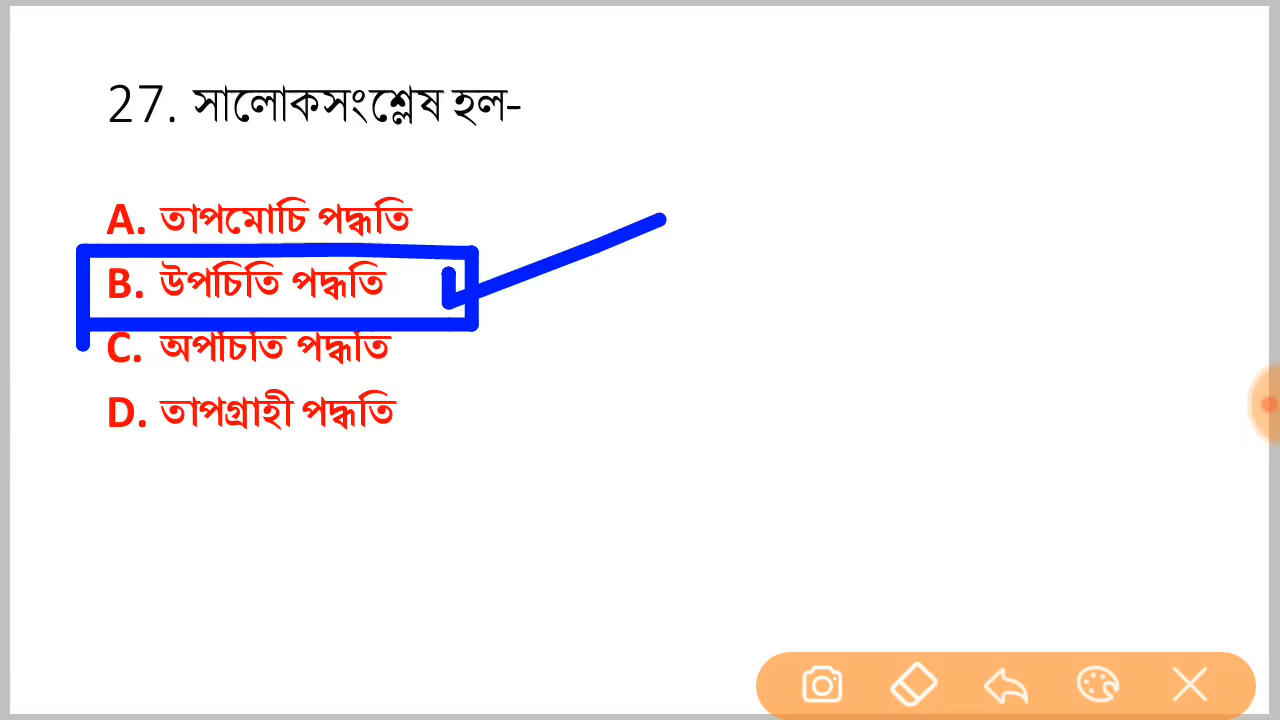 27. সালোকসংশ্লেষ হল-
A. তাপমোচি পদ্ধতি
B. উপচিতি পদ্ধতি
C. অপচিতি পদ্ধতি
D. তাপগ্রাহী পদ্ধতি